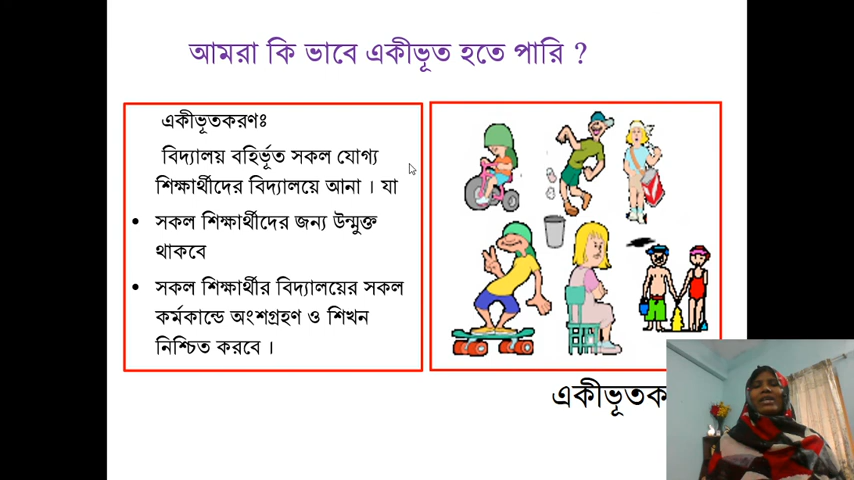 আমরা কি ভাবে একীভূত হতে পারি ?
একীভূতকরণঃ
বিদ্যালয় বহির্ভূত সকল যোগ্য
শিক্ষার্থীদের বিদ্যালয়ে আনা । যা
• সকল শিক্ষার্থীদের জন্য উন্মুক্ত
থাকবে
• সকল শিক্ষার্থীর বিদ্যালয়ের সকল
কর্মকান্ডে অংশগ্রহণ ও শিখন
নিশ্চিত করবে ।
একীভূতক